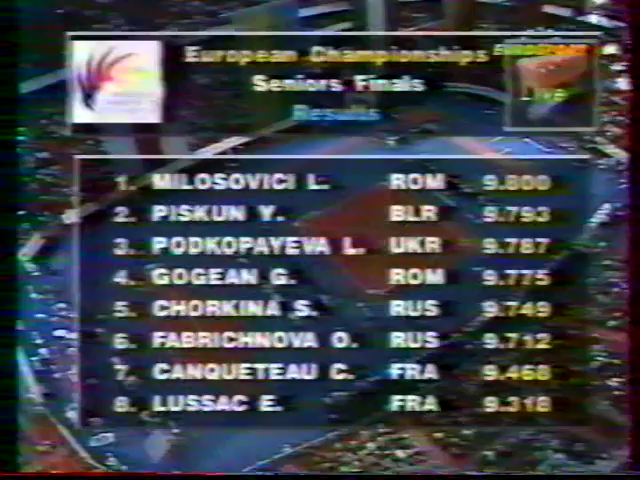 European Championships
Seniors Finals
Results
Live
1. MILOSOVICI L. ROM 9.800
2. PISKUN Y. BLR 9.793
3. PODKOPAYEVA L. UKR 9.787
4. GOGEAN G. ROM 9.775
5. CHORKINA S. RUS 9.749
6. FABRICHNOVA O. RUS 9.712
7. CANQUETEAU C. FRA 9.468
8. LUSSAC E. FRA 9.318